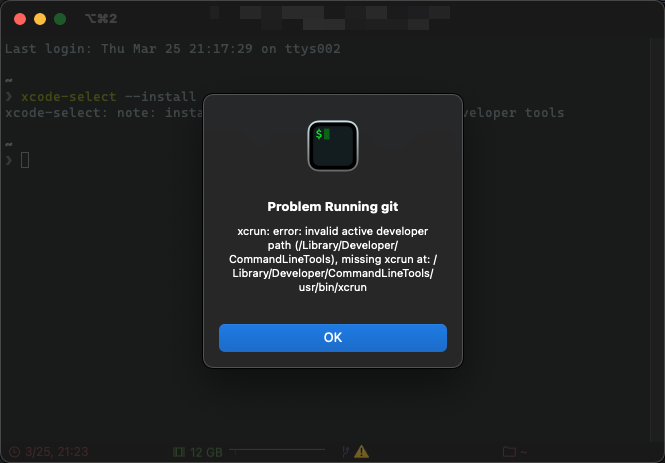 ⌥⌘2
Last login: Thu Mar 25 21:17:29 on ttys002
~
❯ xcode-select --install
xcode-select: note: insta veloper tools
~
❯
$
Problem Running git
xcrun: error: invalid active developer
path (/Library/Developer/
CommandLineTools), missing xcrun at: /
Library/Developer/CommandLineTools/
usr/bin/xcrun
OK
3/25, 21:23 12 GB ~